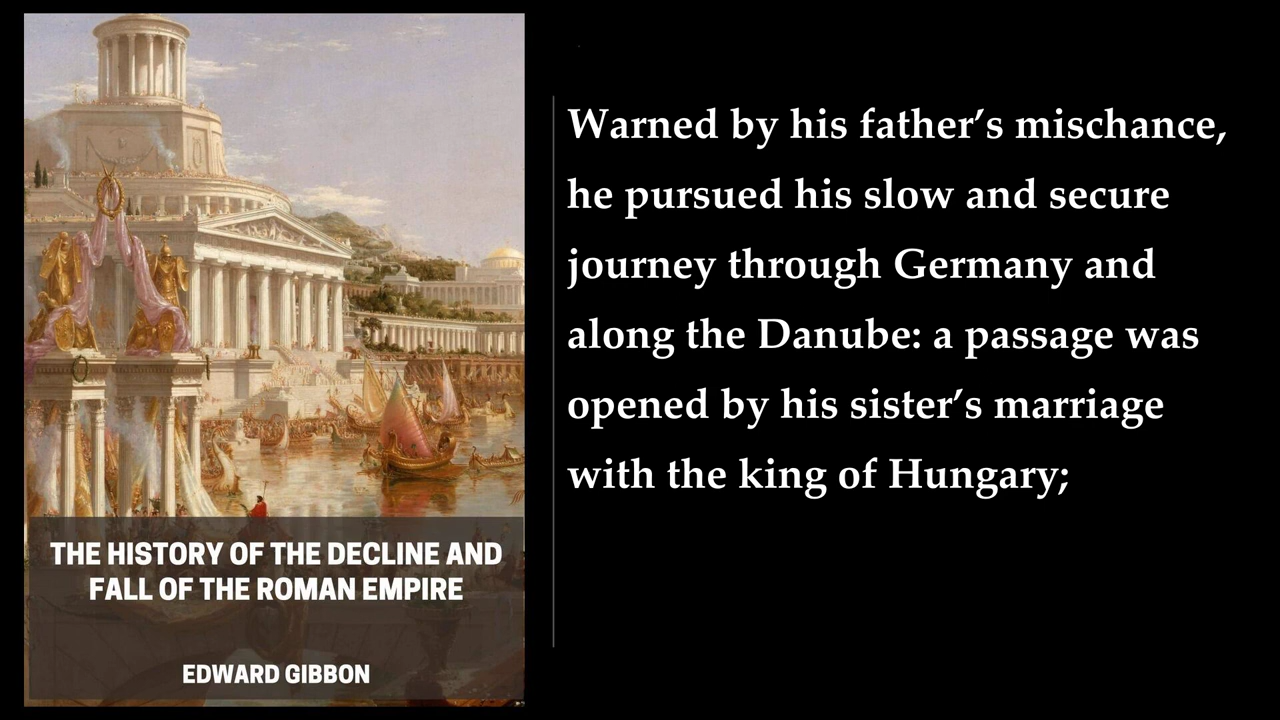 THE HISTORY OF THE DECLINE AND
FALL OF THE ROMAN EMPIRE
EDWARD GIBBON
Warned by his father’s mischance,
he pursued his slow and secure
journey through Germany and
along the Danube: a passage was
opened by his sister’s marriage
with the king of Hungary;